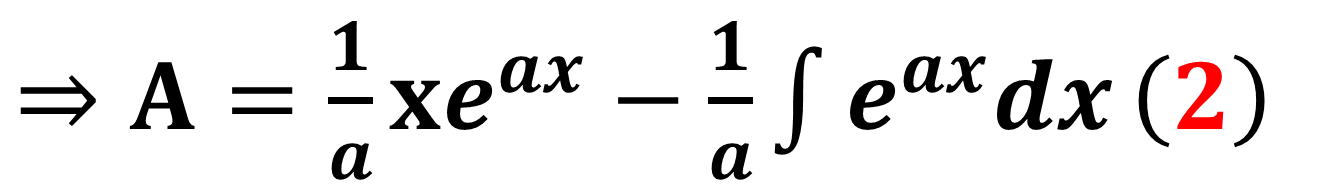 ⇒ A = 1/a xe^{ax} − 1/a ∫ e^{ax} dx (2)